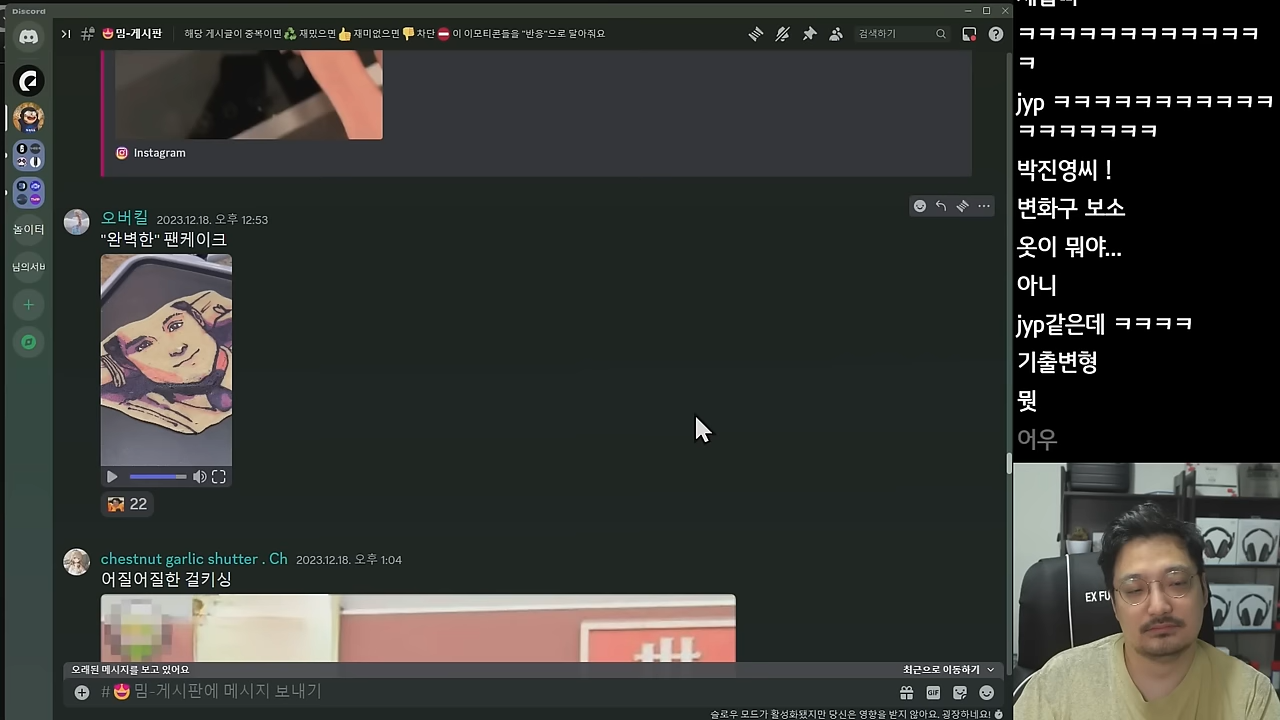 Discord
#
밈-게시판
해당 게시글이 중복이면 재밌으면 재미없으면 차단 이 이모티콘들을 "반응"으로 달아줘요
검색하기
Instagram
오버킬 2023.12.18. 오후 12:53
"완벽한" 팬케이크
22
chestnut garlic shutter . Ch 2023.12.18. 오후 1:04
어질어질한 걸키싱
오래된 메시지를 보고 있어요
최근으로 이동하기
# 밈-게시판에 메시지 보내기
GIF
슬로우 모드가 활성화됐지만 당신은 영향을 받지 않아요. 굉장하네요!
놀이터
님의서버
ㅋㅋㅋㅋㅋㅋㅋㅋㅋㅋㅋㅋ
ㅋ
jyp ㅋㅋㅋㅋㅋㅋㅋㅋㅋㅋㅋ
ㅋㅋㅋㅋㅋㅋㅋ
박진영씨 !
변화구 보소
옷이 뭐야...
아니
jyp같은데 ㅋㅋㅋㅋ
기출변형
뭣
어우
EX FU